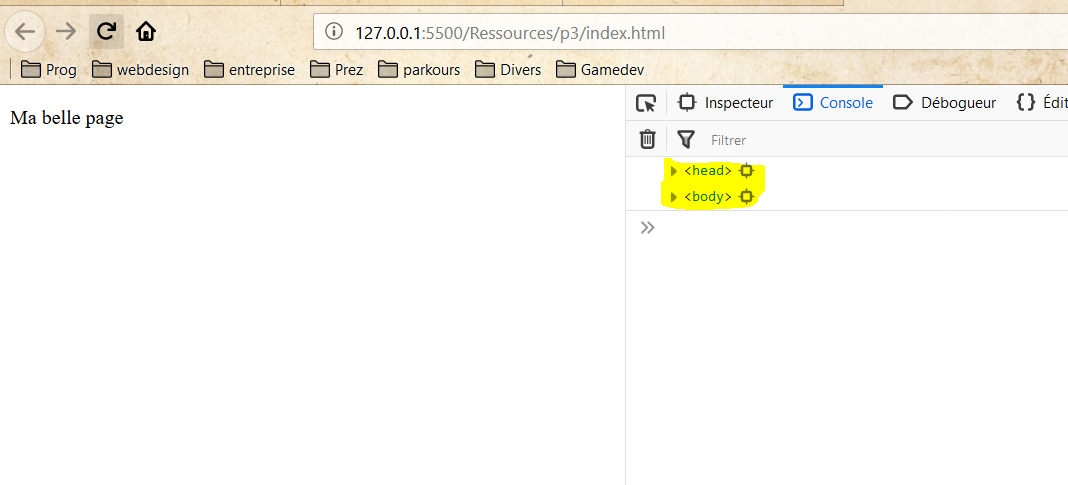 127.0.0.1:5500/Ressources/p3/index.html
Prog webdesign entreprise Prez parkours Divers Gamedev
Ma belle page
Inspecteur Console Débogueur {} Édit
Filtrer
<head>
<body>